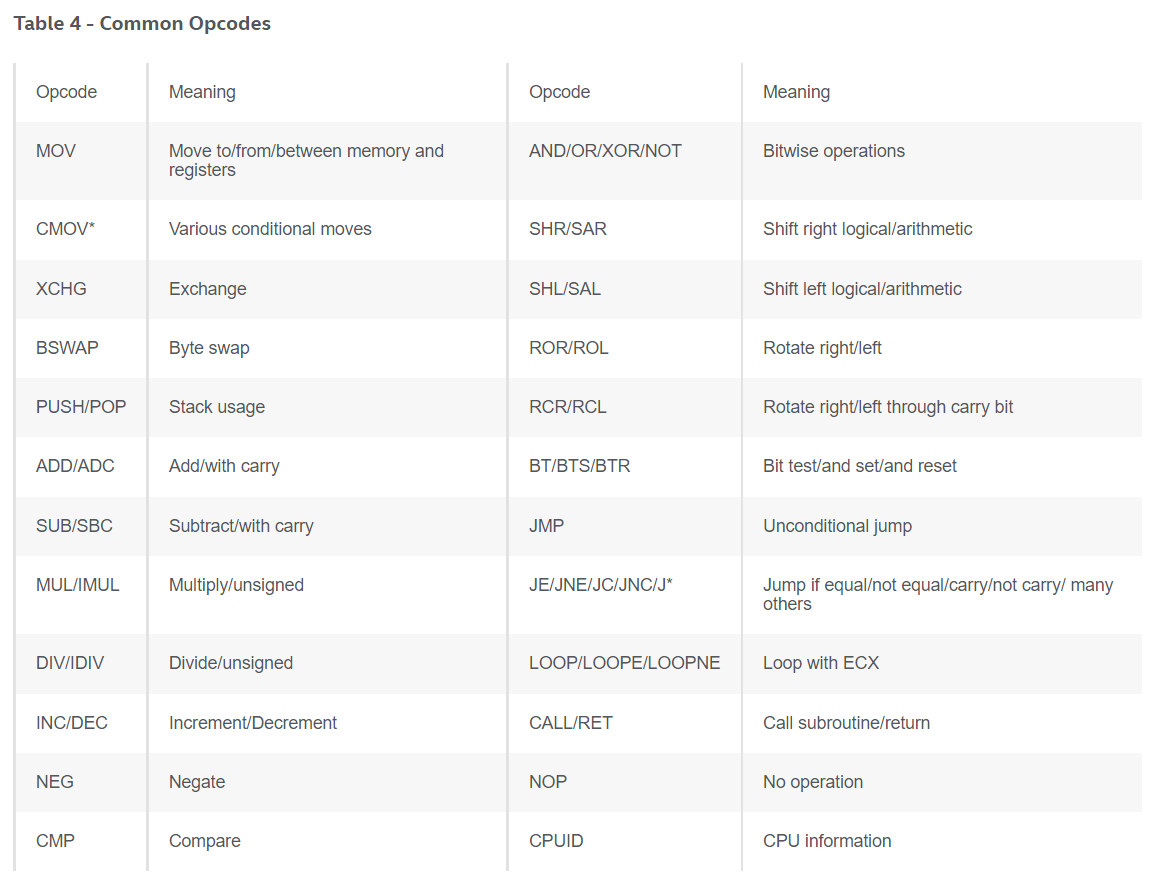 Table 4 - Common Opcodes
Opcode Meaning Opcode Meaning
MOV Move to/from/between memory and registers AND/OR/XOR/NOT Bitwise operations
CMOV* Various conditional moves SHR/SAR Shift right logical/arithmetic
XCHG Exchange SHL/SAL Shift left logical/arithmetic
BSWAP Byte swap ROR/ROL Rotate right/left
PUSH/POP Stack usage RCR/RCL Rotate right/left through carry bit
ADD/ADC Add/with carry BT/BTS/BTR Bit test/and set/and reset
SUB/SBC Subtract/with carry JMP Unconditional jump
MUL/IMUL Multiply/unsigned JE/JNE/JC/JNC/J* Jump if equal/not equal/carry/not carry/ many others
DIV/IDIV Divide/unsigned LOOP/LOOPE/LOOPNE Loop with ECX
INC/DEC Increment/Decrement CALL/RET Call subroutine/return
NEG Negate NOP No operation
CMP Compare CPUID CPU information